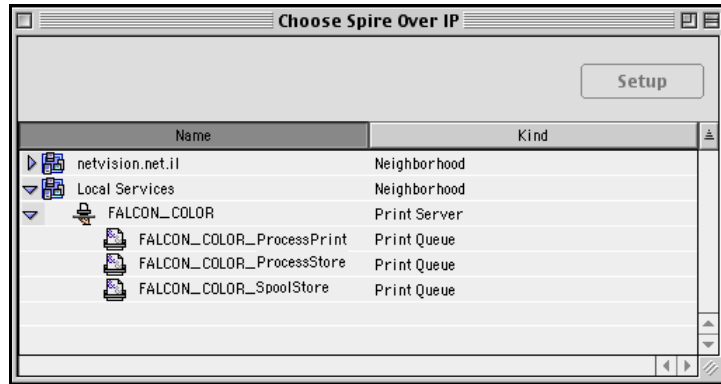 Choose Spire Over IP
Setup
Name Kind
netvision.net.il Neighborhood
Local Services Neighborhood
FALCON_COLOR Print Server
FALCON_COLOR_ProcessPrint Print Queue
FALCON_COLOR_ProcessStore Print Queue
FALCON_COLOR_SpoolStore Print Queue